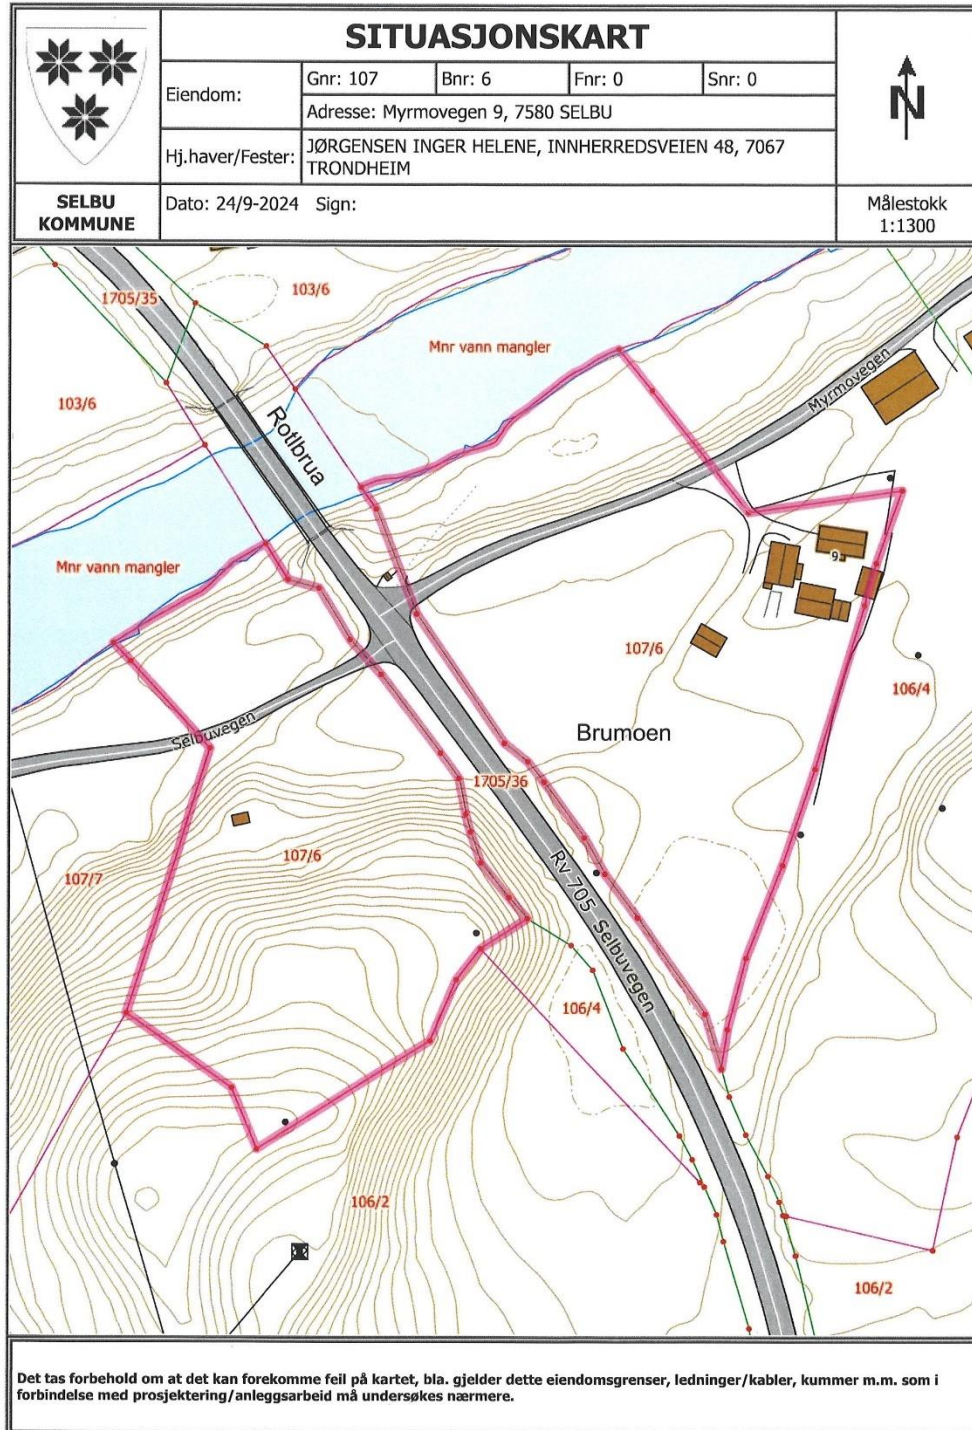 SITUASJONSKART
Eiendom:
Gnr: 107
Bnr: 6
Fnr: 0
Snr: 0
Adresse: Myrmovegen 9, 7580 SELBU
Hj.haver/Fester:
JØRGENSEN INGER HELENE, INNHERREDSVEIEN 48, 7067
TRONDHEIM
N
SELBU
KOMMUNE
Dato: 24/9-2024 Sign:
Målestokk
1:1300
1705/35
103/6
Mnr vann mangler
103/6
Rotlbrua
Myrmovegen
Mnr vann mangler
9
107/6
106/4
Selbuvegen
Brumoen
1705/36
107/6
107/7
Rv 705 Selbuvegen
106/4
106/2
106/2
Det tas forbehold om at det kan forekomme feil på kartet, bla. gjelder dette eiendomsgrenser, ledninger/kabler, kummer m.m. som i
forbindelse med prosjektering/anleggsarbeid må undersøkes nærmere.